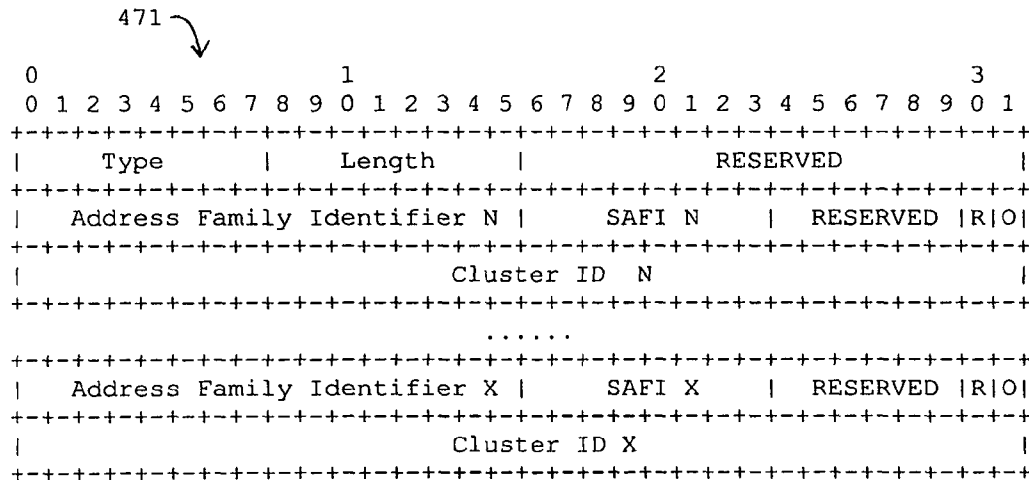 471
0 1 2 3
0 1 2 3 4 5 6 7 8 9 0 1 2 3 4 5 6 7 8 9 0 1 2 3 4 5 6 7 8 9 0 1
+-+-+-+-+-+-+-+-+-+-+-+-+-+-+-+-+-+-+-+-+-+-+-+-+-+-+-+-+-+-+-+-+
| Type | Length | RESERVED |
+-+-+-+-+-+-+-+-+-+-+-+-+-+-+-+-+-+-+-+-+-+-+-+-+-+-+-+-+-+-+-+-+
| Address Family Identifier N | SAFI N | RESERVED |R|O|
+-+-+-+-+-+-+-+-+-+-+-+-+-+-+-+-+-+-+-+-+-+-+-+-+-+-+-+-+-+-+-+-+
| Cluster ID N |
+-+-+-+-+-+-+-+-+-+-+-+-+-+-+-+-+-+-+-+-+-+-+-+-+-+-+-+-+-+-+-+-+
......
+-+-+-+-+-+-+-+-+-+-+-+-+-+-+-+-+-+-+-+-+-+-+-+-+-+-+-+-+-+-+-+-+
| Address Family Identifier X | SAFI X | RESERVED |R|O|
+-+-+-+-+-+-+-+-+-+-+-+-+-+-+-+-+-+-+-+-+-+-+-+-+-+-+-+-+-+-+-+-+
| Cluster ID X |
+-+-+-+-+-+-+-+-+-+-+-+-+-+-+-+-+-+-+-+-+-+-+-+-+-+-+-+-+-+-+-+-+